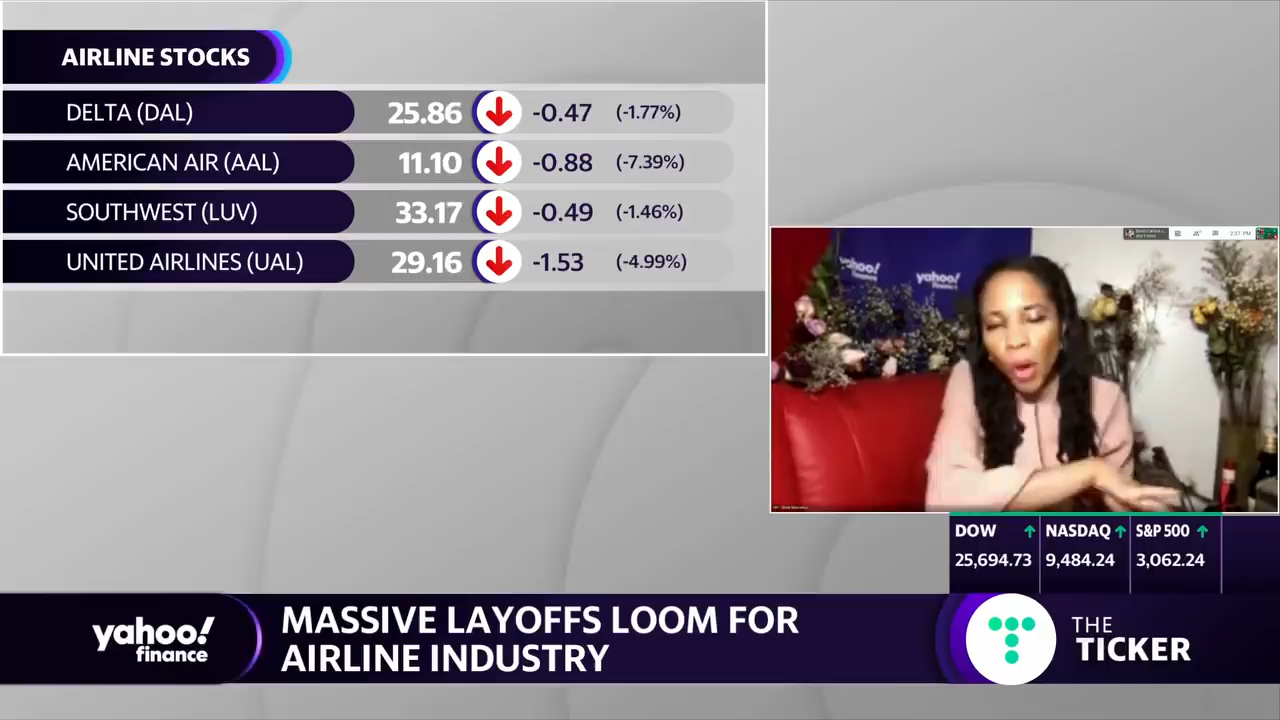 AIRLINE STOCKS
DELTA (DAL) 25.86 -0.47 (-1.77%)
AMERICAN AIR (AAL) 11.10 -0.88 (-7.39%)
SOUTHWEST (LUV) 33.17 -0.49 (-1.46%)
UNITED AIRLINES (UAL) 29.16 -1.53 (-4.99%)
2:37 PM
yahoo!
finance
yahoo!
finance
DOW NASDAQ S&P 500
25,694.73 9,484.24 3,062.24
yahoo!
finance
MASSIVE LAYOFFS LOOM FOR
AIRLINE INDUSTRY
THE
TICKER